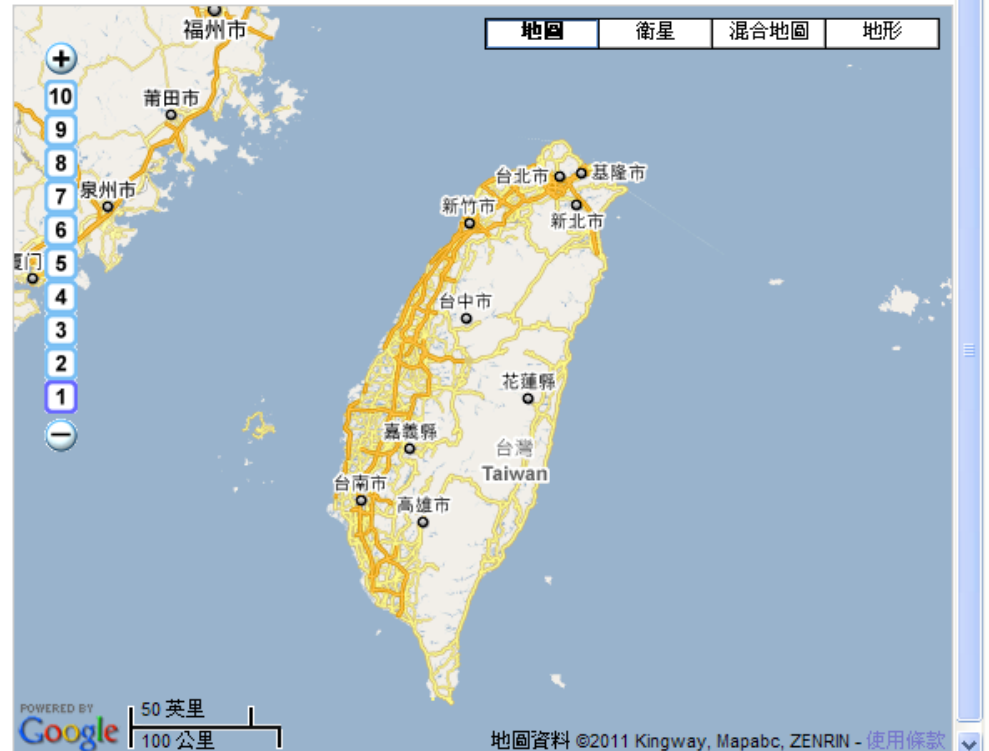 福州市
地圖 衛星 混合地圖 地形
+
10
莆田市
9
8
台北市 基隆市
7
泉州市
新竹市
新北市
6
厦门
5
4
台中市
3
2
花蓮縣
1
嘉義縣
−
台灣
Taiwan
台南市
高雄市
POWERED BY
Google
50 英里
100 公里
地圖資料 ©2011 Kingway, Mapabc, ZENRIN - 使用條款